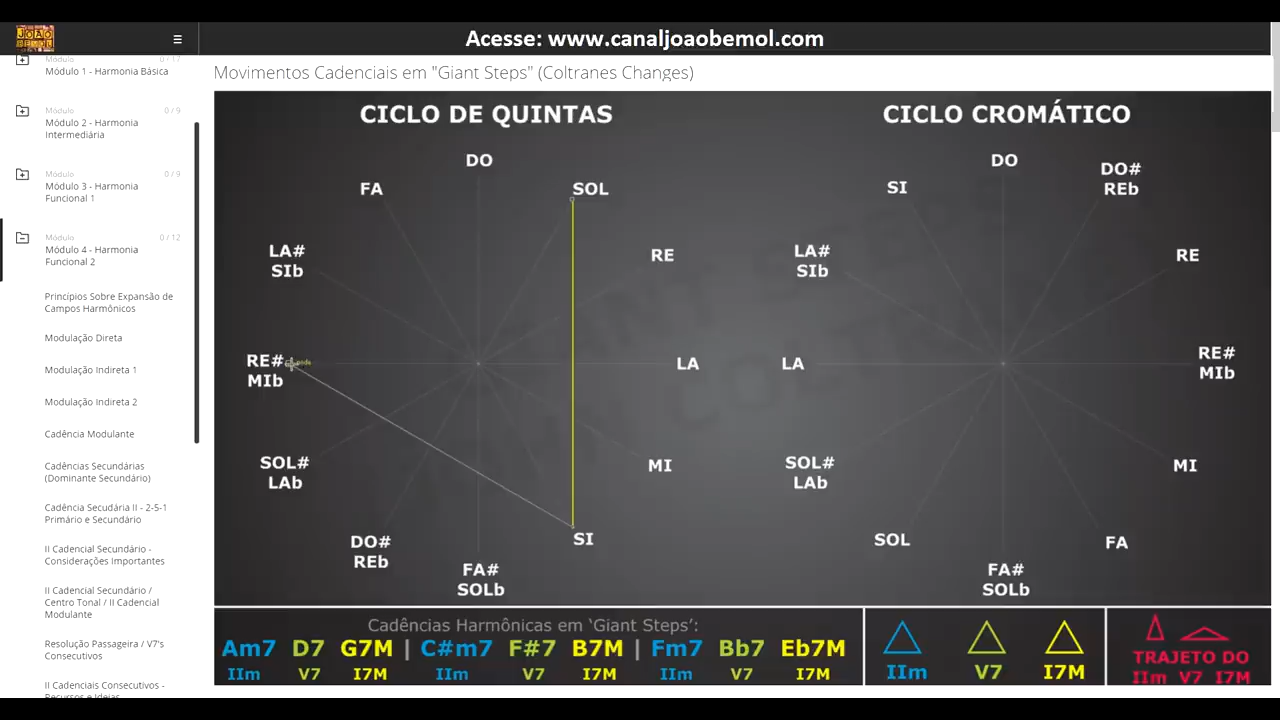 JOÃO
BEMOL
Acesse: www.canaljoaobemol.com
Módulo 0 / 17
Módulo 1 - Harmonia Básica
Módulo 0 / 9
Módulo 2 - Harmonia
Intermediária
Módulo 0 / 9
Módulo 3 - Harmonia
Funcional 1
Módulo 0 / 12
Módulo 4 - Harmonia
Funcional 2
Princípios Sobre Expansão de
Campos Harmônicos
Modulação Direta
Modulação Indireta 1
Modulação Indireta 2
Cadência Modulante
Cadências Secundárias
(Dominante Secundário)
Cadência Secudária II - 2-5-1
Primário e Secundário
II Cadencial Secundário -
Considerações Importantes
II Cadencial Secundário /
Centro Tonal / II Cadencial
Modulante
Resolução Passageira / V7's
Consecutivos
II Cadenciais Consecutivos -
Recursos e Ideias
Movimentos Cadenciais em "Giant Steps" (Coltranes Changes)
CICLO DE QUINTAS
DO
SOL
RE
LA
MI
SI
FA#
SOLb
DO#
REb
SOL#
LAb
RE#
MIb
LA#
SIb
FA
CICLO CROMÁTICO
DO
DO#
REb
RE
RE#
MIb
MI
FA
FA#
SOLb
SOL
SOL#
LAb
LA
LA#
SIb
SI
Cadências Harmônicas em ‘Giant Steps’:
Am7 D7 G7M | C#m7 F#7 B7M | Fm7 Bb7 Eb7M
IIm V7 I7M IIm V7 I7M IIm V7 I7M
IIm V7 I7M
TRAJETO DO
IIm V7 I7M